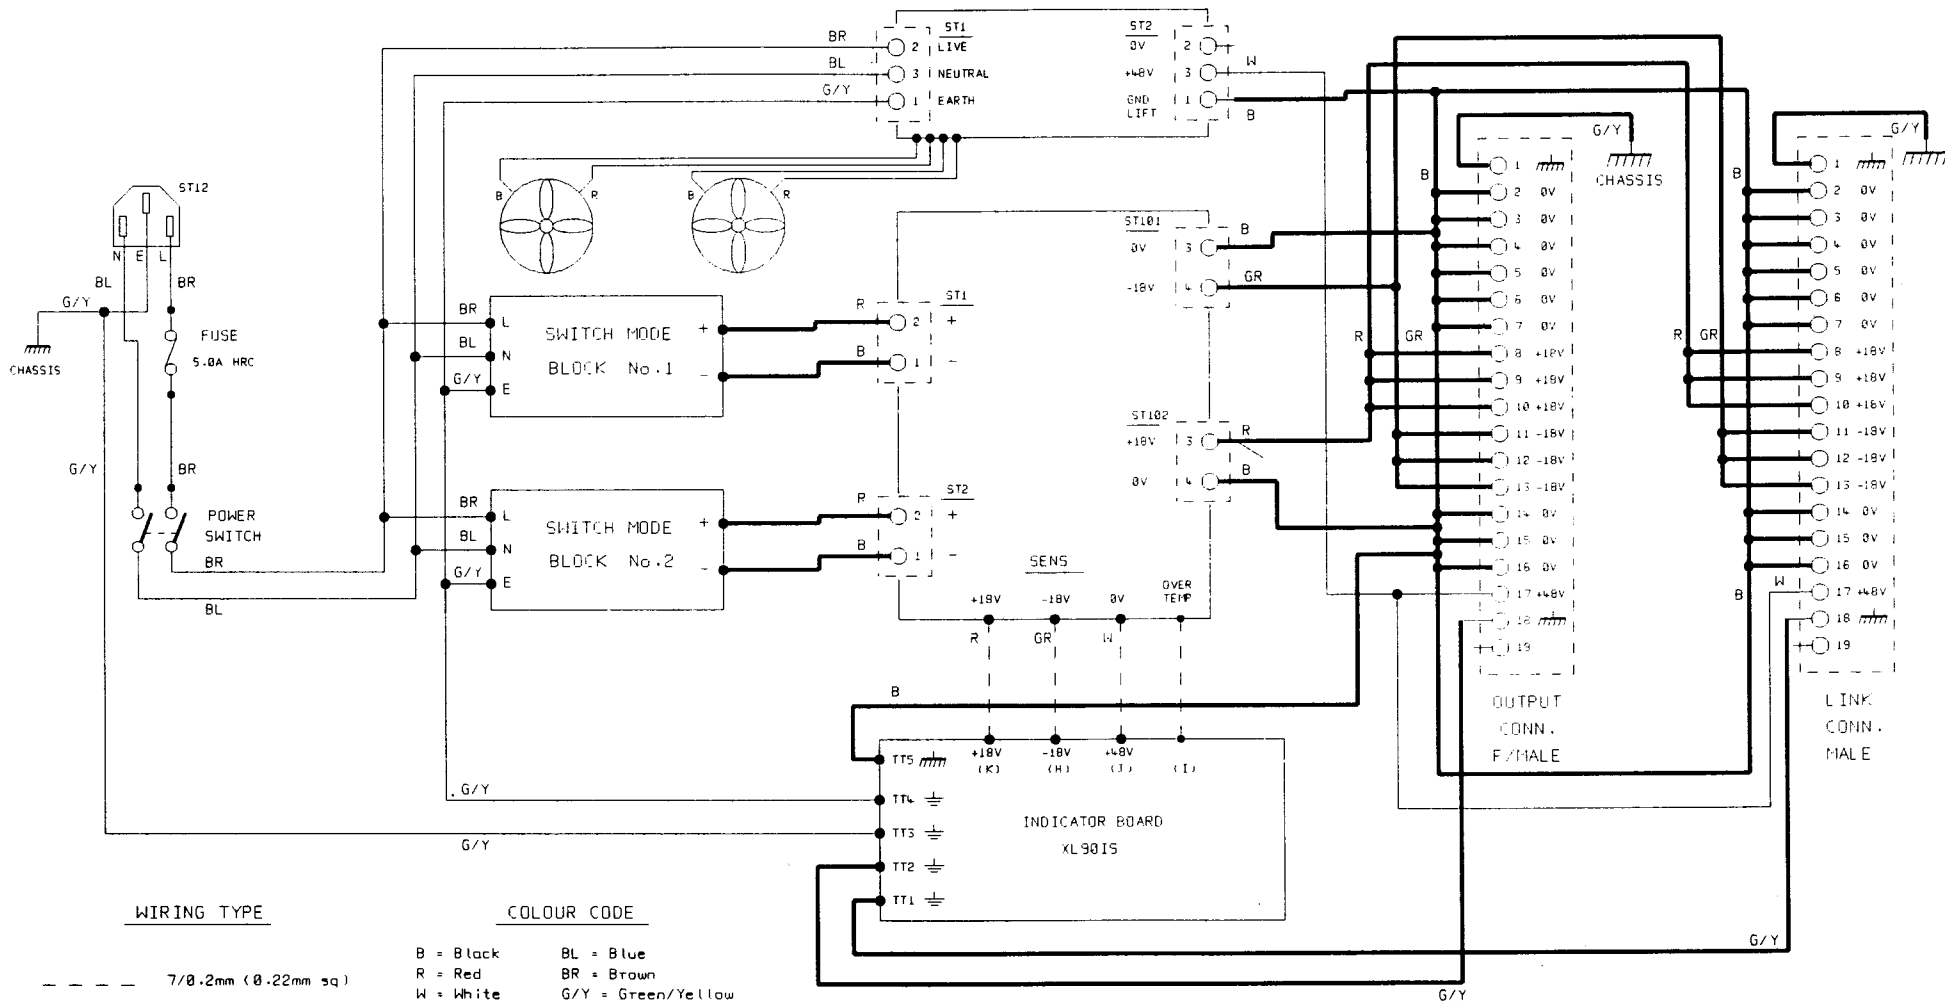 ST1
BR
2 LIVE
BL
3 NEUTRAL
G/Y
1 EARTH
ST2
0V 2
+48V 3
W
GND LIFT 1
B
B R
B R
ST12
N E L
BL
BR
G/Y
CHASSIS
FUSE
5.0A HRC
G/Y
BR
POWER
SWITCH
BR
BL
BR
L
BL
N
G/Y
E
SWITCH MODE
BLOCK No.1
+
-
R
B
ST1
2 +
1 -
BR
L
BL
N
G/Y
E
SWITCH MODE
BLOCK No.2
+
-
R
B
ST2
2 +
1 -
ST101
0V 3
B
-18V 4
GR
ST102
+18V 3
R
0V 4
B
SENS
+18V
-18V
0V
OVER
TEMP
R
GR
W
B
+18V
(K)
-18V
(H)
+48V
(J)
(I)
TT5
TT4
TT3
TT2
TT1
G/Y
G/Y
INDICATOR BOARD
XL90IS
G/Y
CHASSIS
B
R
GR
1
2 0V
3 0V
4 0V
5 0V
6 0V
7 0V
8 +18V
9 +18V
10 +18V
11 -18V
12 -18V
13 -18V
14 0V
15 0V
16 0V
17 +48V
18
19
OUTPUT
CONN.
F/MALE
G/Y
B
R
GR
W
B
1
2 0V
3 0V
4 0V
5 0V
6 0V
7 0V
8 +18V
9 +18V
10 +18V
11 -18V
12 -18V
13 -18V
14 0V
15 0V
16 0V
17 +48V
18
19
LINK
CONN.
MALE
G/Y
G/Y
WIRING TYPE
7/0.2mm (0.22mm sq)
COLOUR CODE
B = Black BL = Blue
R = Red BR = Brown
W = White G/Y = Green/Yellow